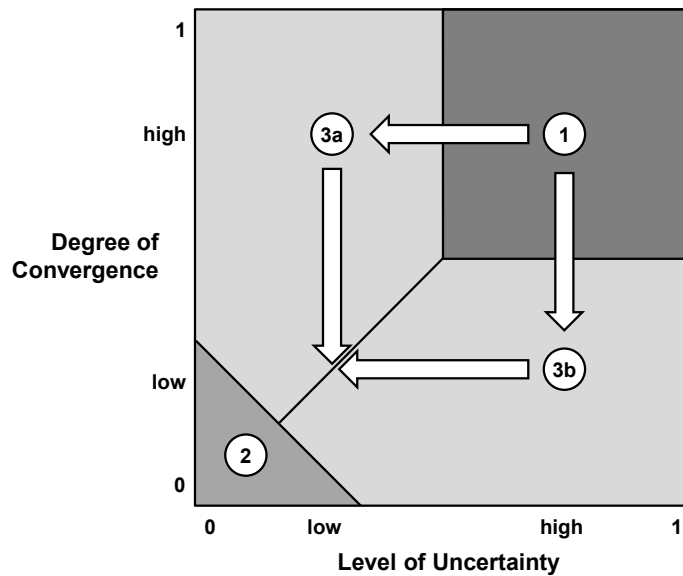 1
high
3a
1
Degree of
Convergence
low
3b
2
0
0
low
high
1
Level of Uncertainty